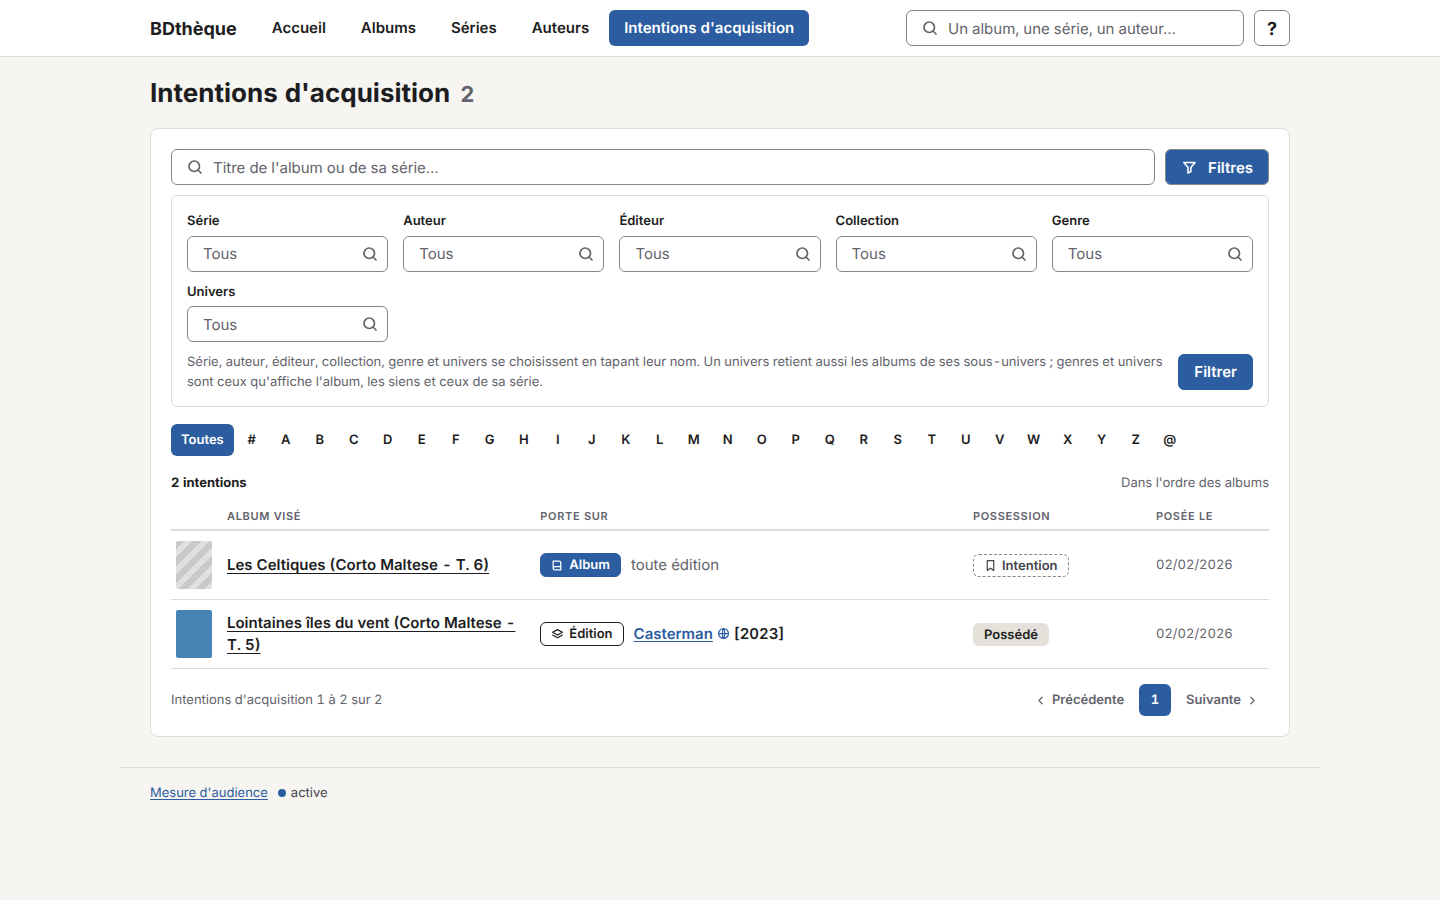 BDthèque Accueil Albums Séries Auteurs Intentions d'acquisition Un album, une série, un auteur... ?
Intentions d'acquisition 2
Titre de l'album ou de sa série... Filtres
Série Auteur Éditeur Collection Genre
Tous Tous Tous Tous Tous
Univers
Tous
Série, auteur, éditeur, collection, genre et univers se choisissent en tapant leur nom. Un univers retient aussi les albums de ses sous-univers ; genres et univers
sont ceux qu'affiche l'album, les siens et ceux de sa série.
Filtrer
Toutes # A B C D E F G H I J K L M N O P Q R S T U V W X Y Z @
2 intentions Dans l'ordre des albums
ALBUM VISÉ PORTE SUR POSSESSION POSÉE LE
Les Celtiques (Corto Maltese - T. 6) Album toute édition Intention 02/02/2026
Lointaines îles du vent (Corto Maltese -
T. 5) Édition Casterman [2023] Possédé 02/02/2026
Intentions d'acquisition 1 à 2 sur 2 Précédente 1 Suivante
Mesure d'audience active